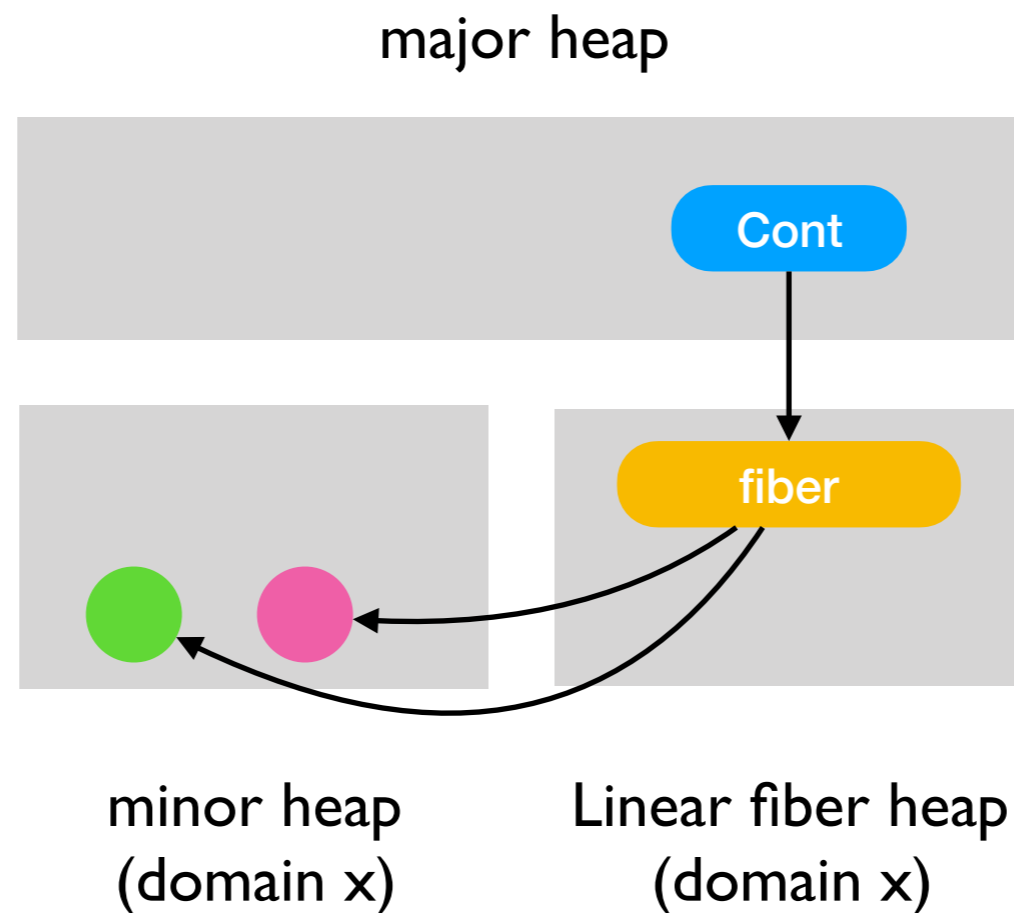 major heap
Cont
fiber
minor heap
(domain x)
Linear fiber heap
(domain x)